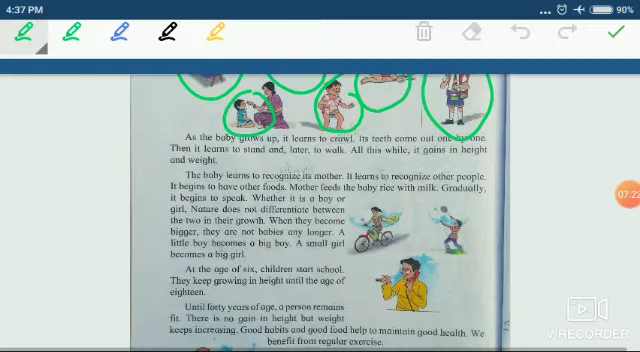 4:37 PM
... 90%
As the baby grows up, it learns to crawl. Its teeth come out one by one.
Then it learns to stand and, later, to walk. All this while, it gains in height
and weight.
The baby learns to recognize its mother. It learns to recognize other people.
It begins to have other foods. Mother feeds the baby rice with milk. Gradually,
it begins to speak. Whether it is a boy or
girl, Nature does not differentiate between
the two in their growth. When they become
bigger, they are not babies any longer. A
little boy becomes a big boy. A small girl
becomes a big girl.
At the age of six, children start school.
They keep growing in height until the age of
eighteen.
Until forty years of age, a person remains
fit. There is no gain in height but weight
keeps increasing. Good habits and good food help to maintain good health. We
benefit from regular exercise.
07:22
V RECORDER